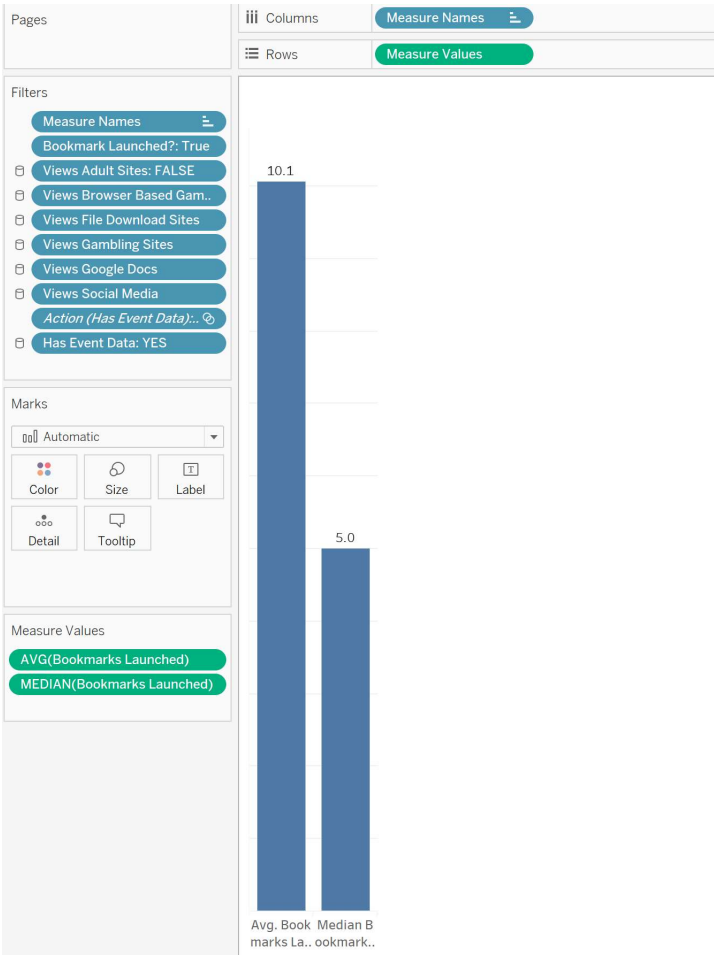 Pages
Columns
Measure Names
Rows
Measure Values
Filters
Measure Names
Bookmark Launched?: True
Views Adult Sites: FALSE
Views Browser Based Gam..
Views File Download Sites
Views Gambling Sites
Views Google Docs
Views Social Media
Action (Has Event Data):..
Has Event Data: YES
Marks
Automatic
Color
Size
T
Label
Detail
Tooltip
Measure Values
AVG(Bookmarks Launched)
MEDIAN(Bookmarks Launched)
10.1
5.0
Avg. Book
marks La..
Median B
ookmark..